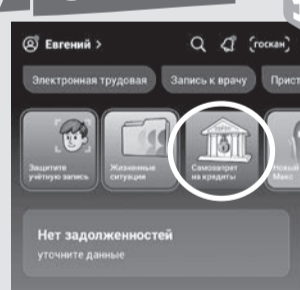 Евгений >
(госкан)
Электронная трудовая
Запись к врачу
Прист
Защитите
учётную запись
Жизненные
ситуации
Самозапрет
на кредиты
Новый
Макс
Нет задолженностей
уточните данные